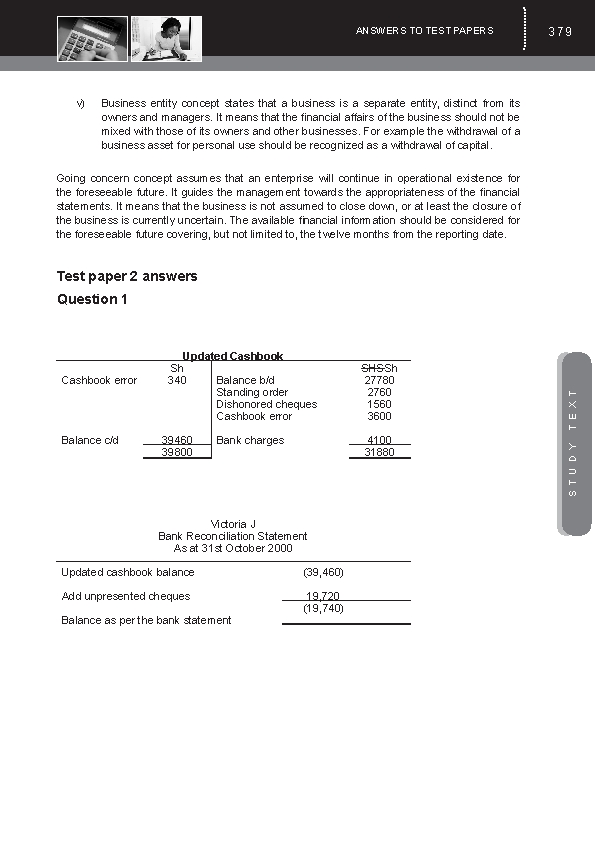 ANSWERS TO TEST PAPERS 379
v) Business entity concept states that a business is a separate entity, distinct from its
owners and managers. It means that the financial affairs of the business should not be
mixed with those of its owners and other businesses. For example the withdrawal of a
business asset for personal use should be recognized as a withdrawal of capital.
Going concern concept assumes that an enterprise will continue in operational existence for
the foreseeable future. It guides the management towards the appropriateness of the financial
statements. It means that the business is not assumed to close down, or at least the closure of
the business is currently uncertain. The available financial information should be considered for
the foreseeable future covering, but not limited to, the twelve months from the reporting date.
Test paper 2 answers
Question 1
Updated Cashbook
Sh SHSSh
Cashbook error 340 Balance b/d 27780
Standing order 2760
Dishonored cheques 1560
Cashbook error 3600
Balance c/d 39460 Bank charges 4100
39800 31880
Victoria J
Bank Reconciliation Statement
As at 31st October 2000
Updated cashbook balance (39,460)
Add unpresented cheques 19,720
(19,740)
Balance as per the bank statement
STUDY TEXT